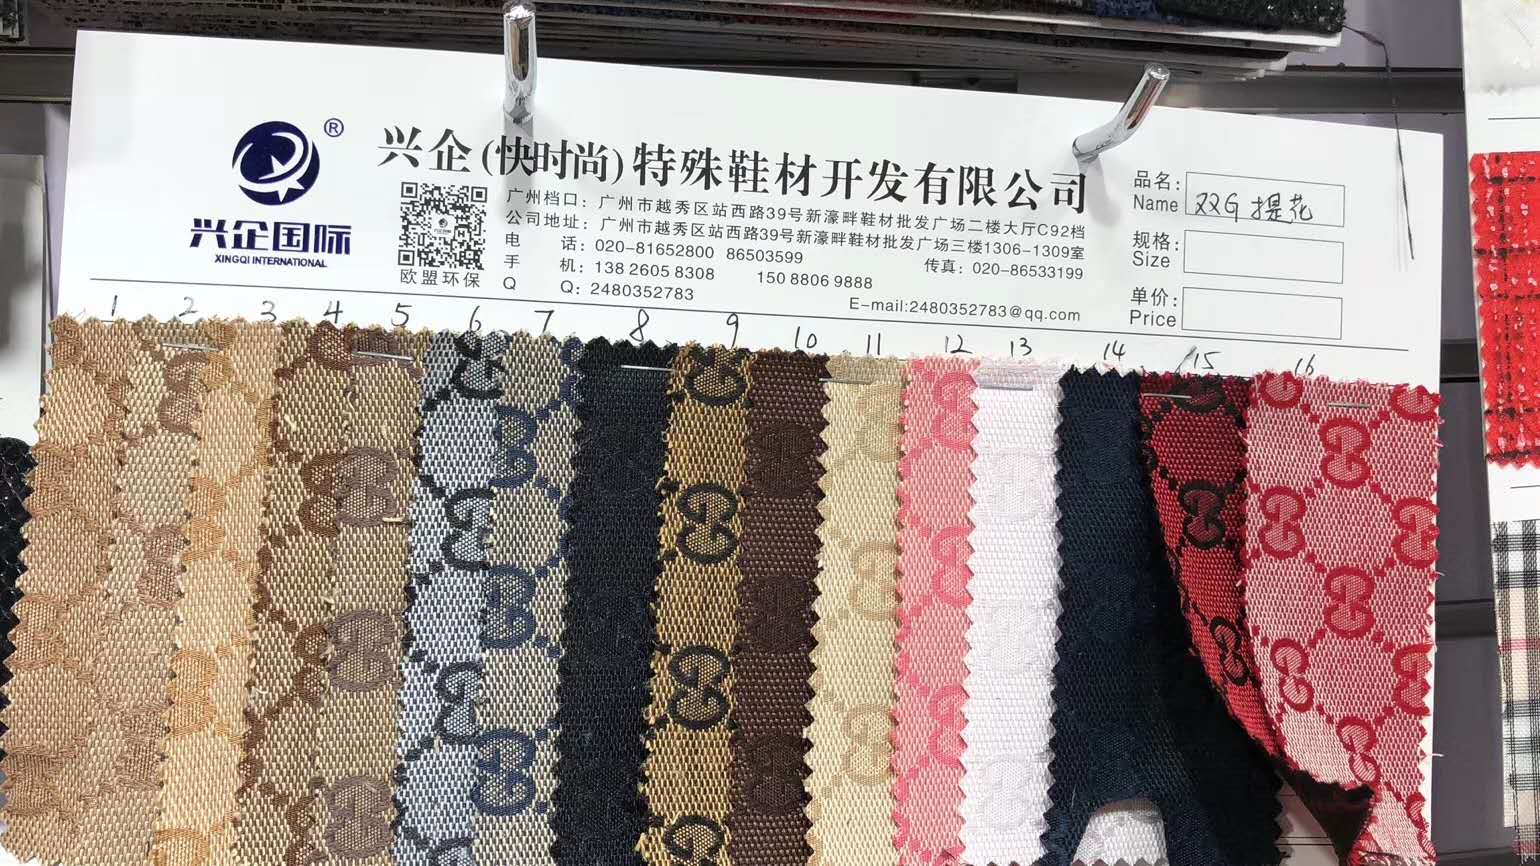 ®
兴企国际
XINGQI INTERNATIONAL
兴企(快时尚)特殊鞋材开发有限公司
广州档口：广州市越秀区站西路39号新濠畔鞋材批发广场二楼大厅C92档
公司地址：广州市越秀区站西路39号新濠畔鞋材批发广场三楼1306-1309室
电 话：020-81652800 86503599 传真：020-86533199
手 机：138 2605 8308 150 8806 9888
Q Q：2480352783 E-mail:2480352783@qq.com
欧盟环保
品名：
Name 双G 提花
规格：
Size
单价：
Price
1 2 3 4 5 6 7 8 9 10 11 12 13 14 15 16